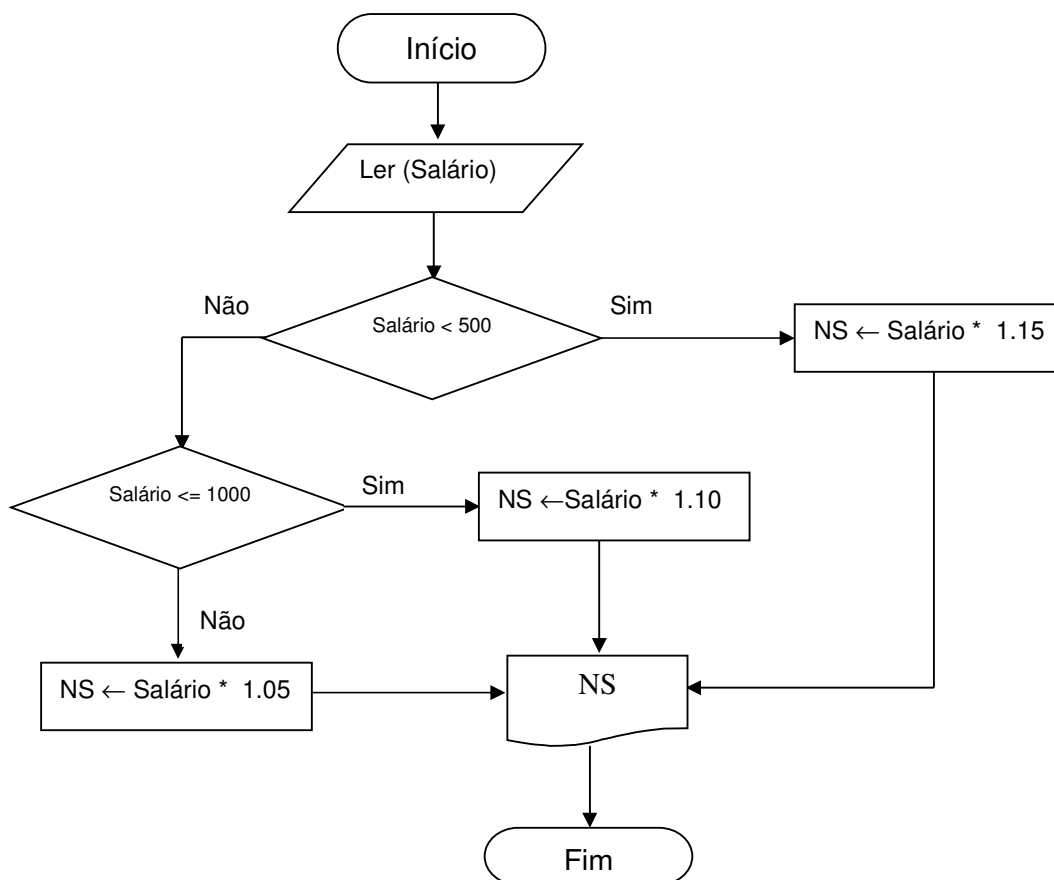 Início
Ler (Salário)
Não
Sim
Salário < 500
NS ← Salário *  1.15
Salário <= 1000
Sim
NS ←Salário *  1.10
Não
NS ← Salário *  1.05
NS
Fim